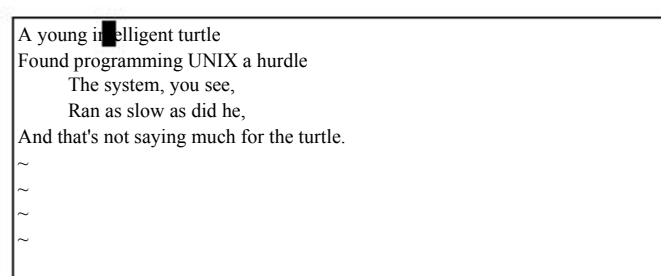 A young intelligent turtle
Found programming UNIX a hurdle
The system, you see,
Ran as slow as did he,
And that's not saying much for the turtle.
~
~
~
~